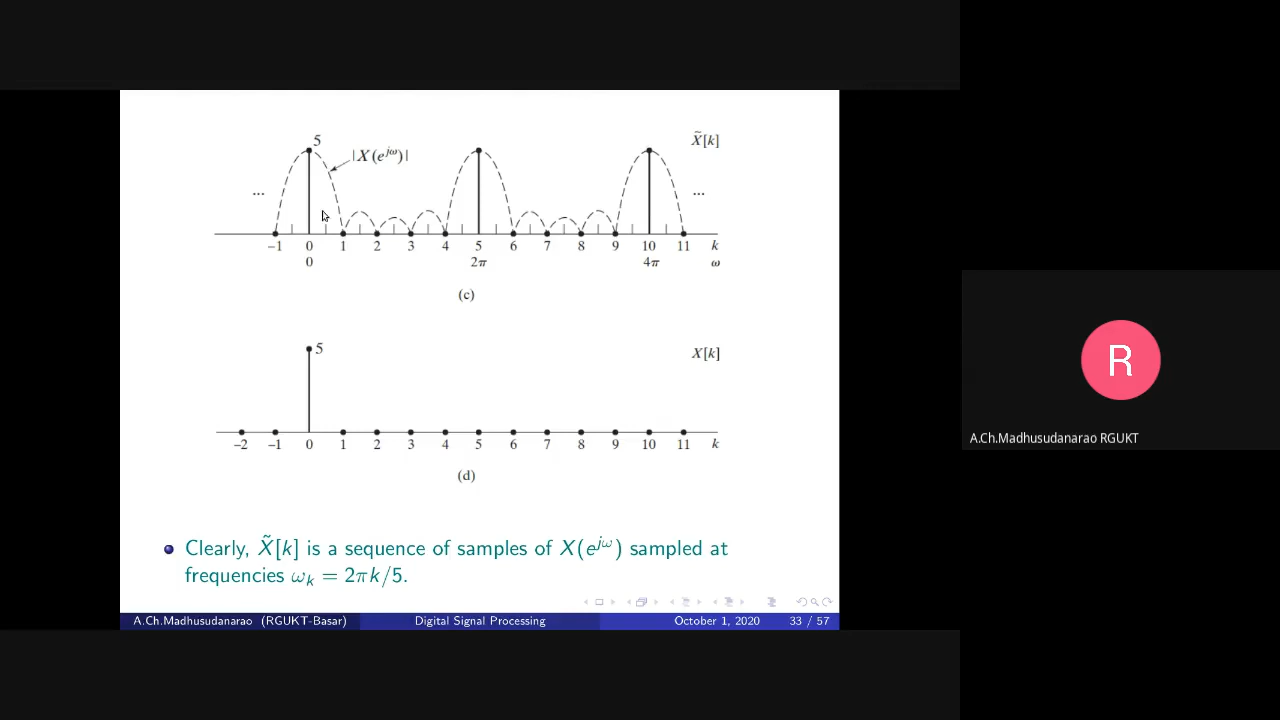 5
|X(e^{jω})|
X̃[k]
... ...
–1 0 1 2 3 4 5 6 7 8 9 10 11 k
0 2π 4π ω
(c)
5
X[k]
–2 –1 0 1 2 3 4 5 6 7 8 9 10 11 k
(d)
Clearly, X̃[k] is a sequence of samples of X(e^{jω}) sampled at
frequencies ω_k = 2πk/5.
A.Ch.Madhusudanarao (RGUKT-Basar) Digital Signal Processing October 1, 2020 33 / 57
R
A.Ch.Madhusudanarao RGUKT